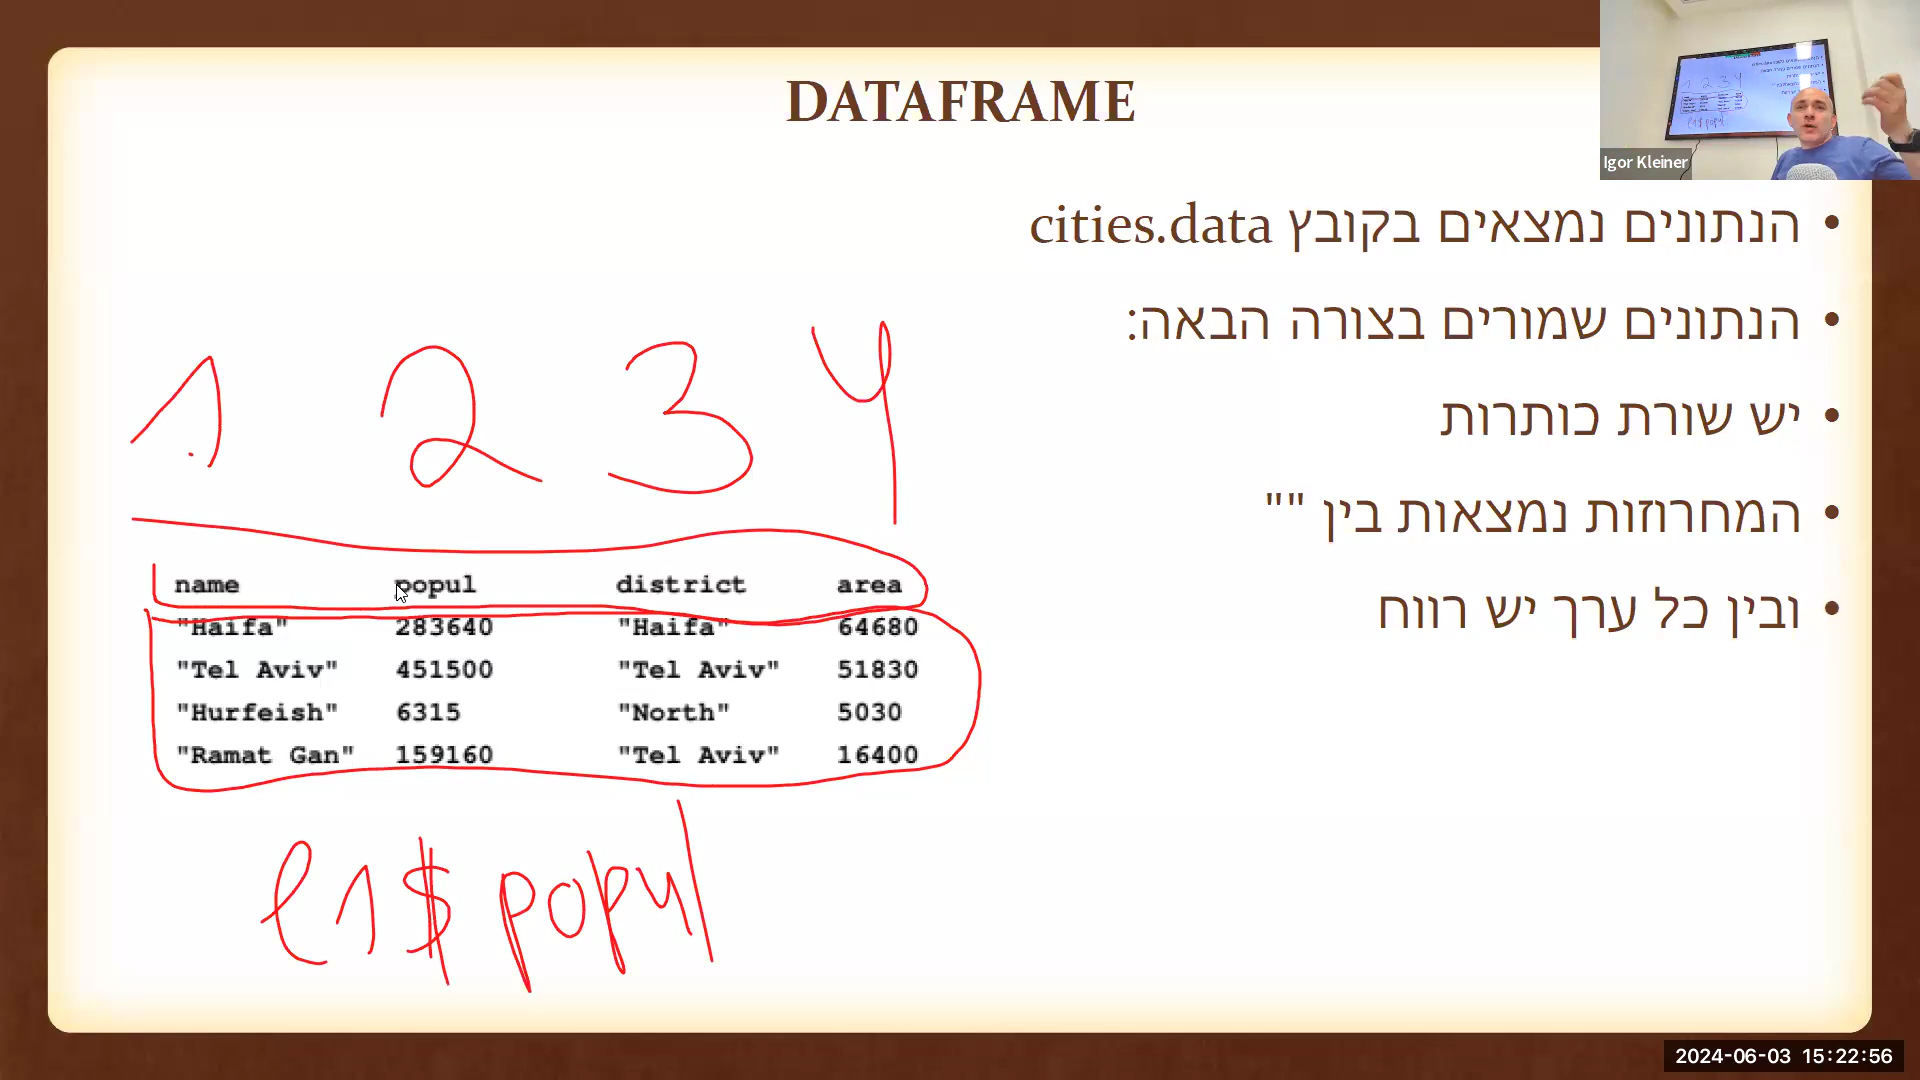 DATAFRAME
Igor Kleiner
• הנתונים נמצאים בקובץ cities.data
• הנתונים שמורים בצורה הבאה:
• יש שורת כותרות
• המחרוזות נמצאות בין ""
• ובין כל ערך יש רווח
1 2 3 4
name popul district area
"Haifa" 283640 "Haifa" 64680
"Tel Aviv" 451500 "Tel Aviv" 51830
"Hurfeish" 6315 "North" 5030
"Ramat Gan" 159160 "Tel Aviv" 16400
l1$popul
2024-06-03 15:22:56